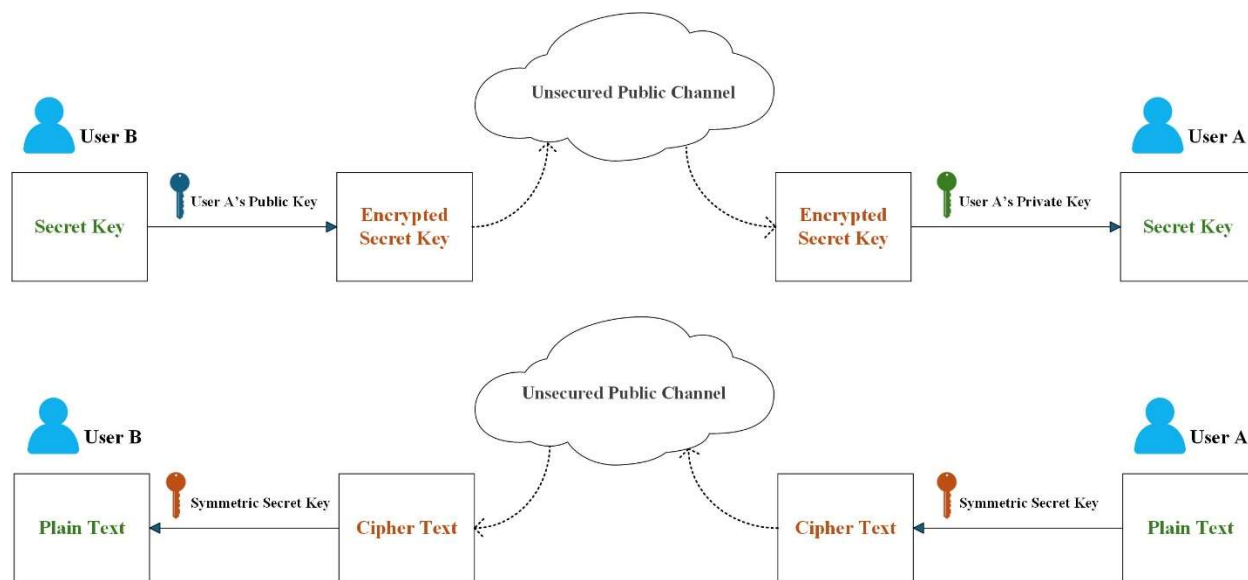 Unsecured Public Channel
User B
User A
User A's Public Key
User A's Private Key
Secret Key
Encrypted
Secret Key
Encrypted
Secret Key
Secret Key
Unsecured Public Channel
User B
User A
Symmetric Secret Key
Symmetric Secret Key
Plain Text
Cipher Text
Cipher Text
Plain Text